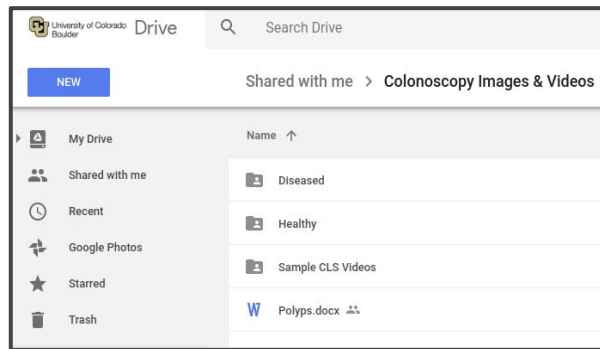 University of Colorado
Boulder
Drive
Search Drive
NEW
Shared with me > Colonoscopy Images & Videos
My Drive
Shared with me
Recent
Google Photos
Starred
Trash
Name ↑
Diseased
Healthy
Sample CLS Videos
W Polyps.docx